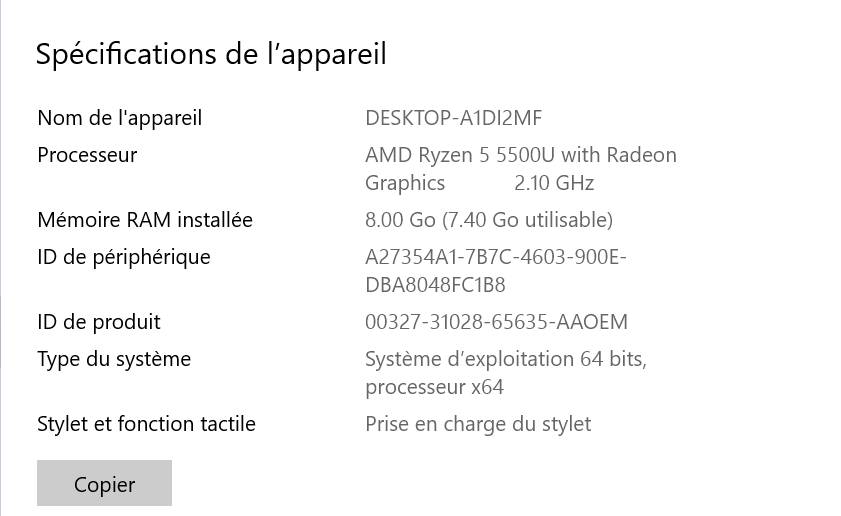 Spécifications de l’appareil
Nom de l'appareil DESKTOP-A1DI2MF
Processeur AMD Ryzen 5 5500U with Radeon
Graphics 2.10 GHz
Mémoire RAM installée 8.00 Go (7.40 Go utilisable)
ID de périphérique A27354A1-7B7C-4603-900E-
DBA8048FC1B8
ID de produit 00327-31028-65635-AAOEM
Type du système Système d’exploitation 64 bits,
processeur x64
Stylet et fonction tactile Prise en charge du stylet
Copier